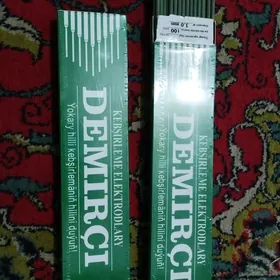 KEBŞIRLEME ELEKTRODLARY
DEMIRCI
Ýokary hilli kebşirlemäniň hilini duýuň!
100
3,0 mm
KEBŞIRLEME ELEKTRODLARY
DEMIRCI
Ýokary hilli kebşirlemäniň hilini duýuň!